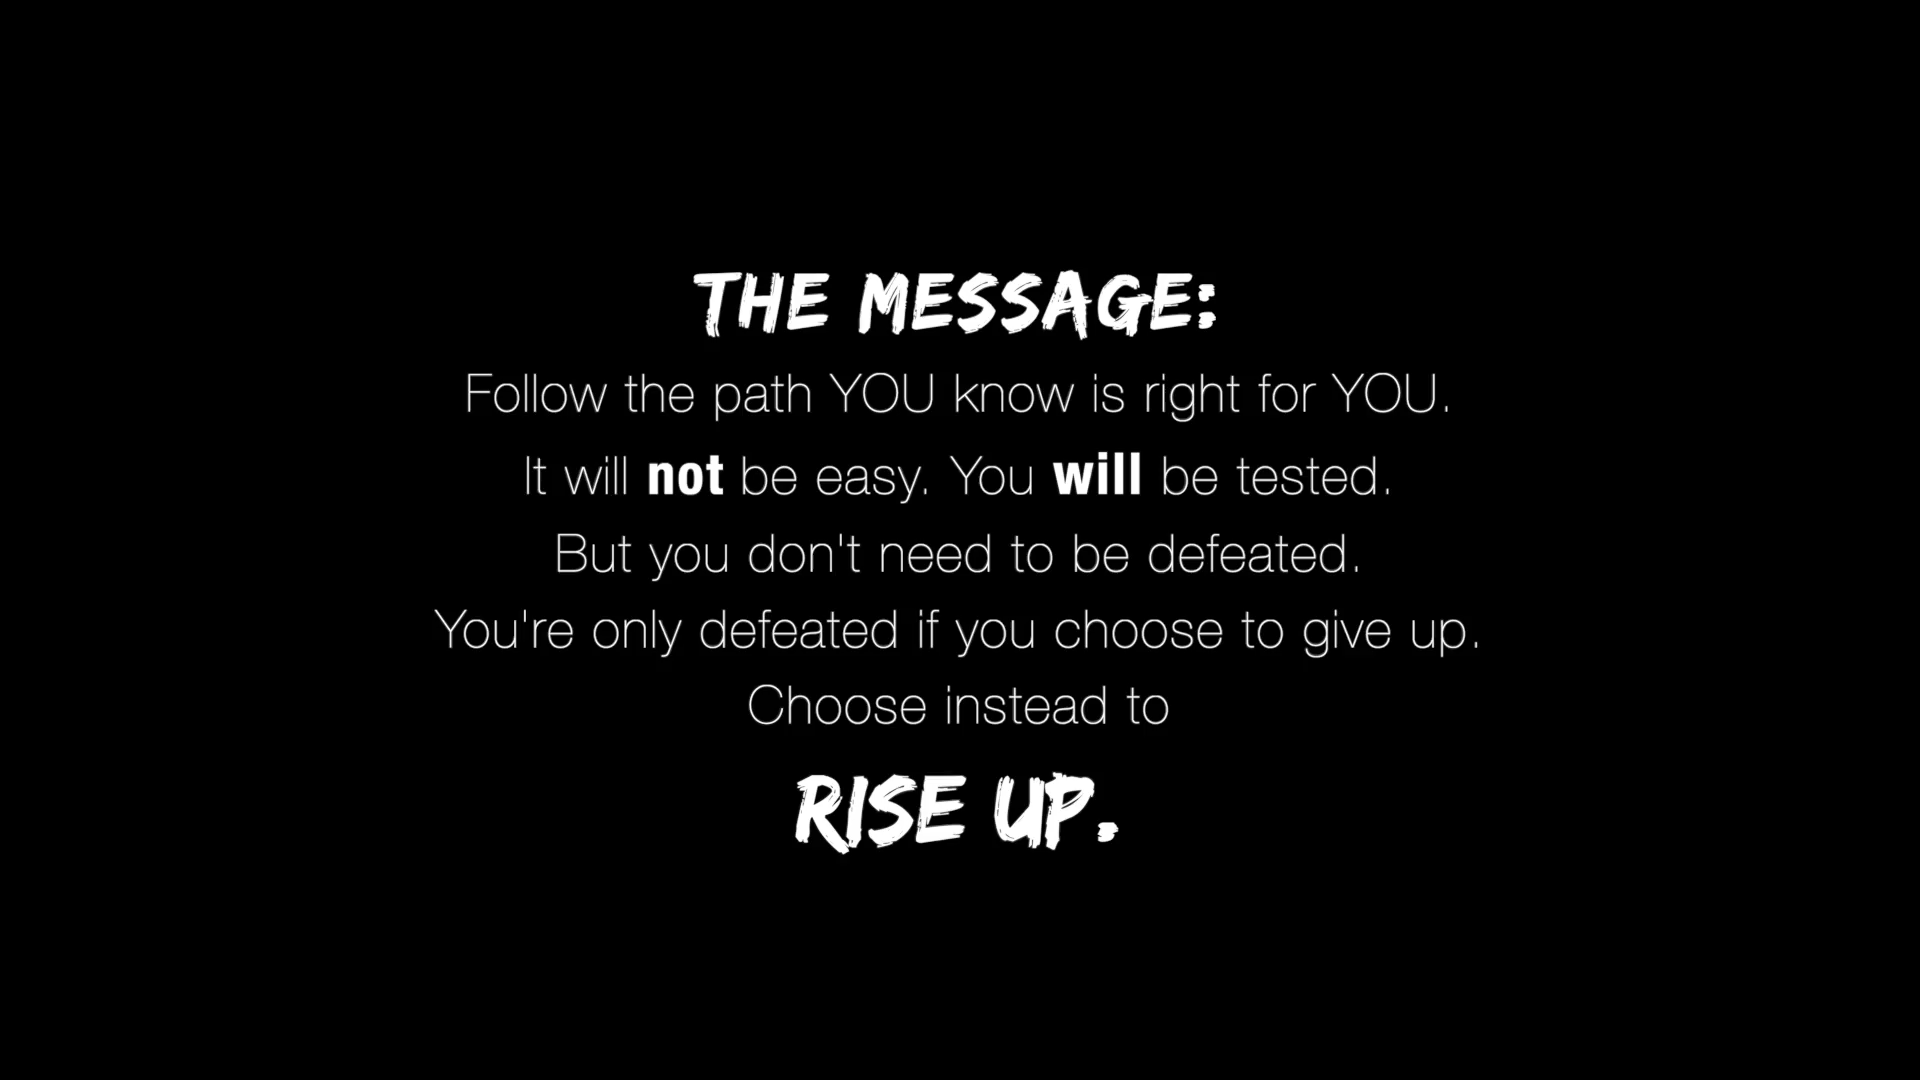 THE MESSAGE:
Follow the path YOU know is right for YOU.
It will not be easy. You will be tested.
But you don't need to be defeated.
You're only defeated if you choose to give up.
Choose instead to
RISE UP.